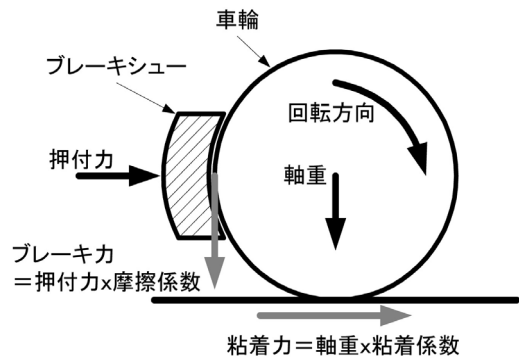 車輪
ブレーキシュー
回転方向
押付力
軸重
ブレーキ力
＝押付力x摩擦係数
粘着力＝軸重x粘着係数